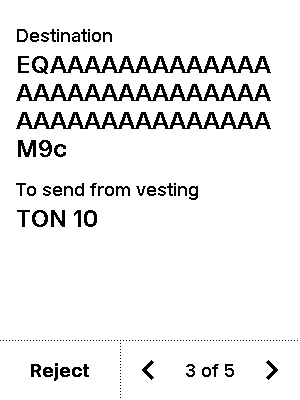 Destination
EQAAAAAAAAAAAAA
AAAAAAAAAAAAAAA
AAAAAAAAAAAAAAA
M9c
To send from vesting
TON 10
Reject
3 of 5